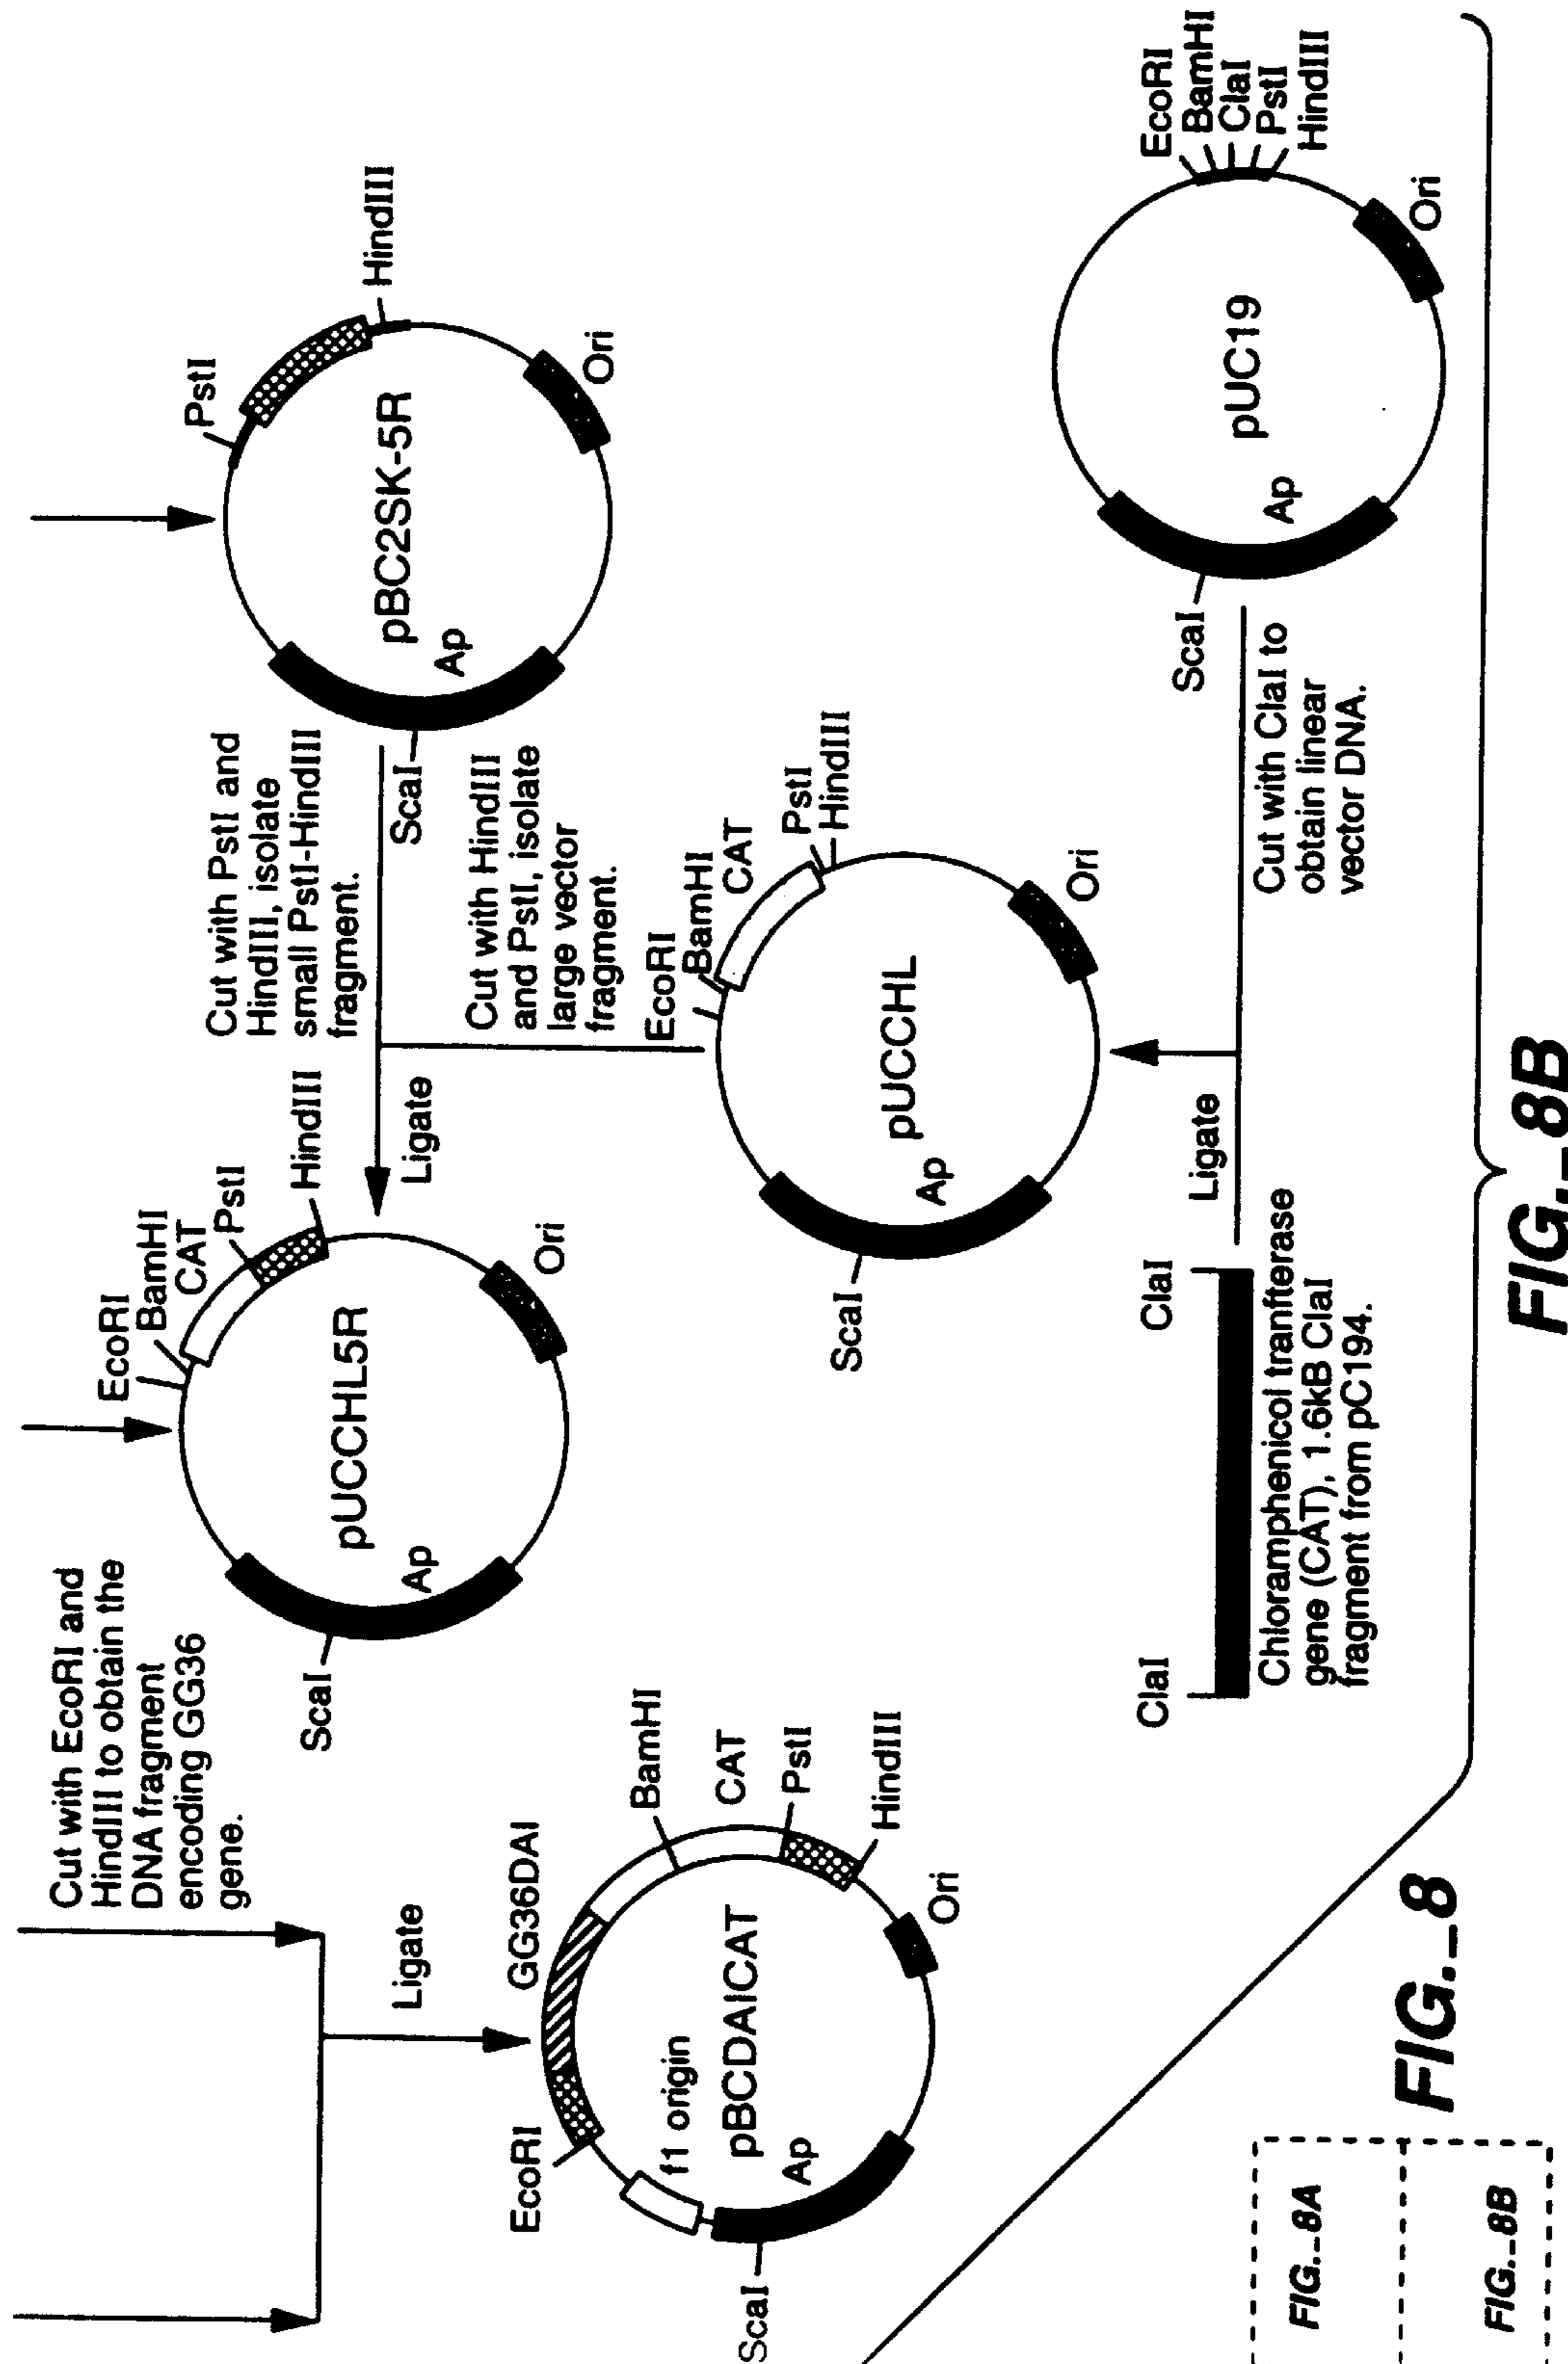 Cut with EcoRI and
HindIII to obtain the
DNA fragment
encoding GG36
gene.
Ligate
EcoRI
GG36DAI
BamHI
CAT
PstI
HindIII
Ori
f1 origin
pBCDAICAT
Ap
ScaI
EcoRI
BamHI
CAT
PstI
HindIII
pUCCHL5R
Ap
Ori
ScaI
Ligate
Cut with PstI and
HindIII, isolate
small PstI-HindIII
fragment.
PstI
HindIII
pBC2SK-5R
Ap
Ori
ScaI
Cut with HindIII
and PstI, isolate
large vector
fragment.
EcoRI
BamHI
CAT
PstI
HindIII
pUCCHL
Ap
Ori
ScaI
ClaI
ClaI
Ligate
Chloramphenicol tranfterase
gene (CAT), 1.6kB ClaI
fragment from pC194.
Cut with ClaI to
obtain linear
vector DNA.
EcoRI
BamHI
ClaI
PstI
HindIII
pUC19
Ap
Ori
ScaI
FIG._8A
FIG._8B
FIG._8
FIG._8B